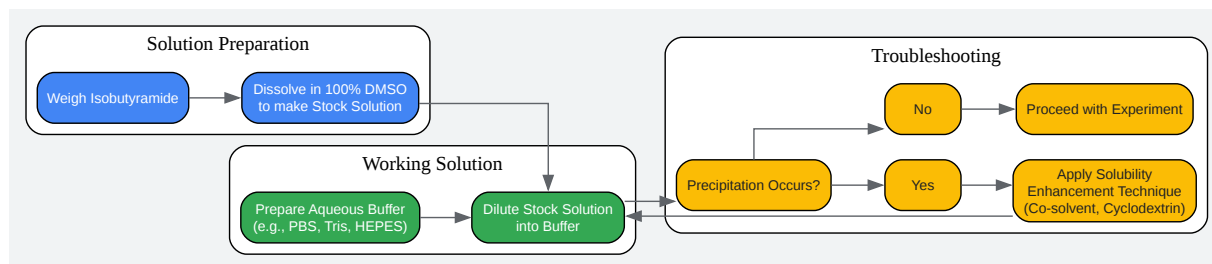 Solution Preparation
Weigh Isobutyramide
Dissolve in 100% DMSO
to make Stock Solution
Working Solution
Prepare Aqueous Buffer
(e.g., PBS, Tris, HEPES)
Dilute Stock Solution
into Buffer
Troubleshooting
Precipitation Occurs?
No
Proceed with Experiment
Yes
Apply Solubility
Enhancement Technique
(Co-solvent, Cyclodextrin)